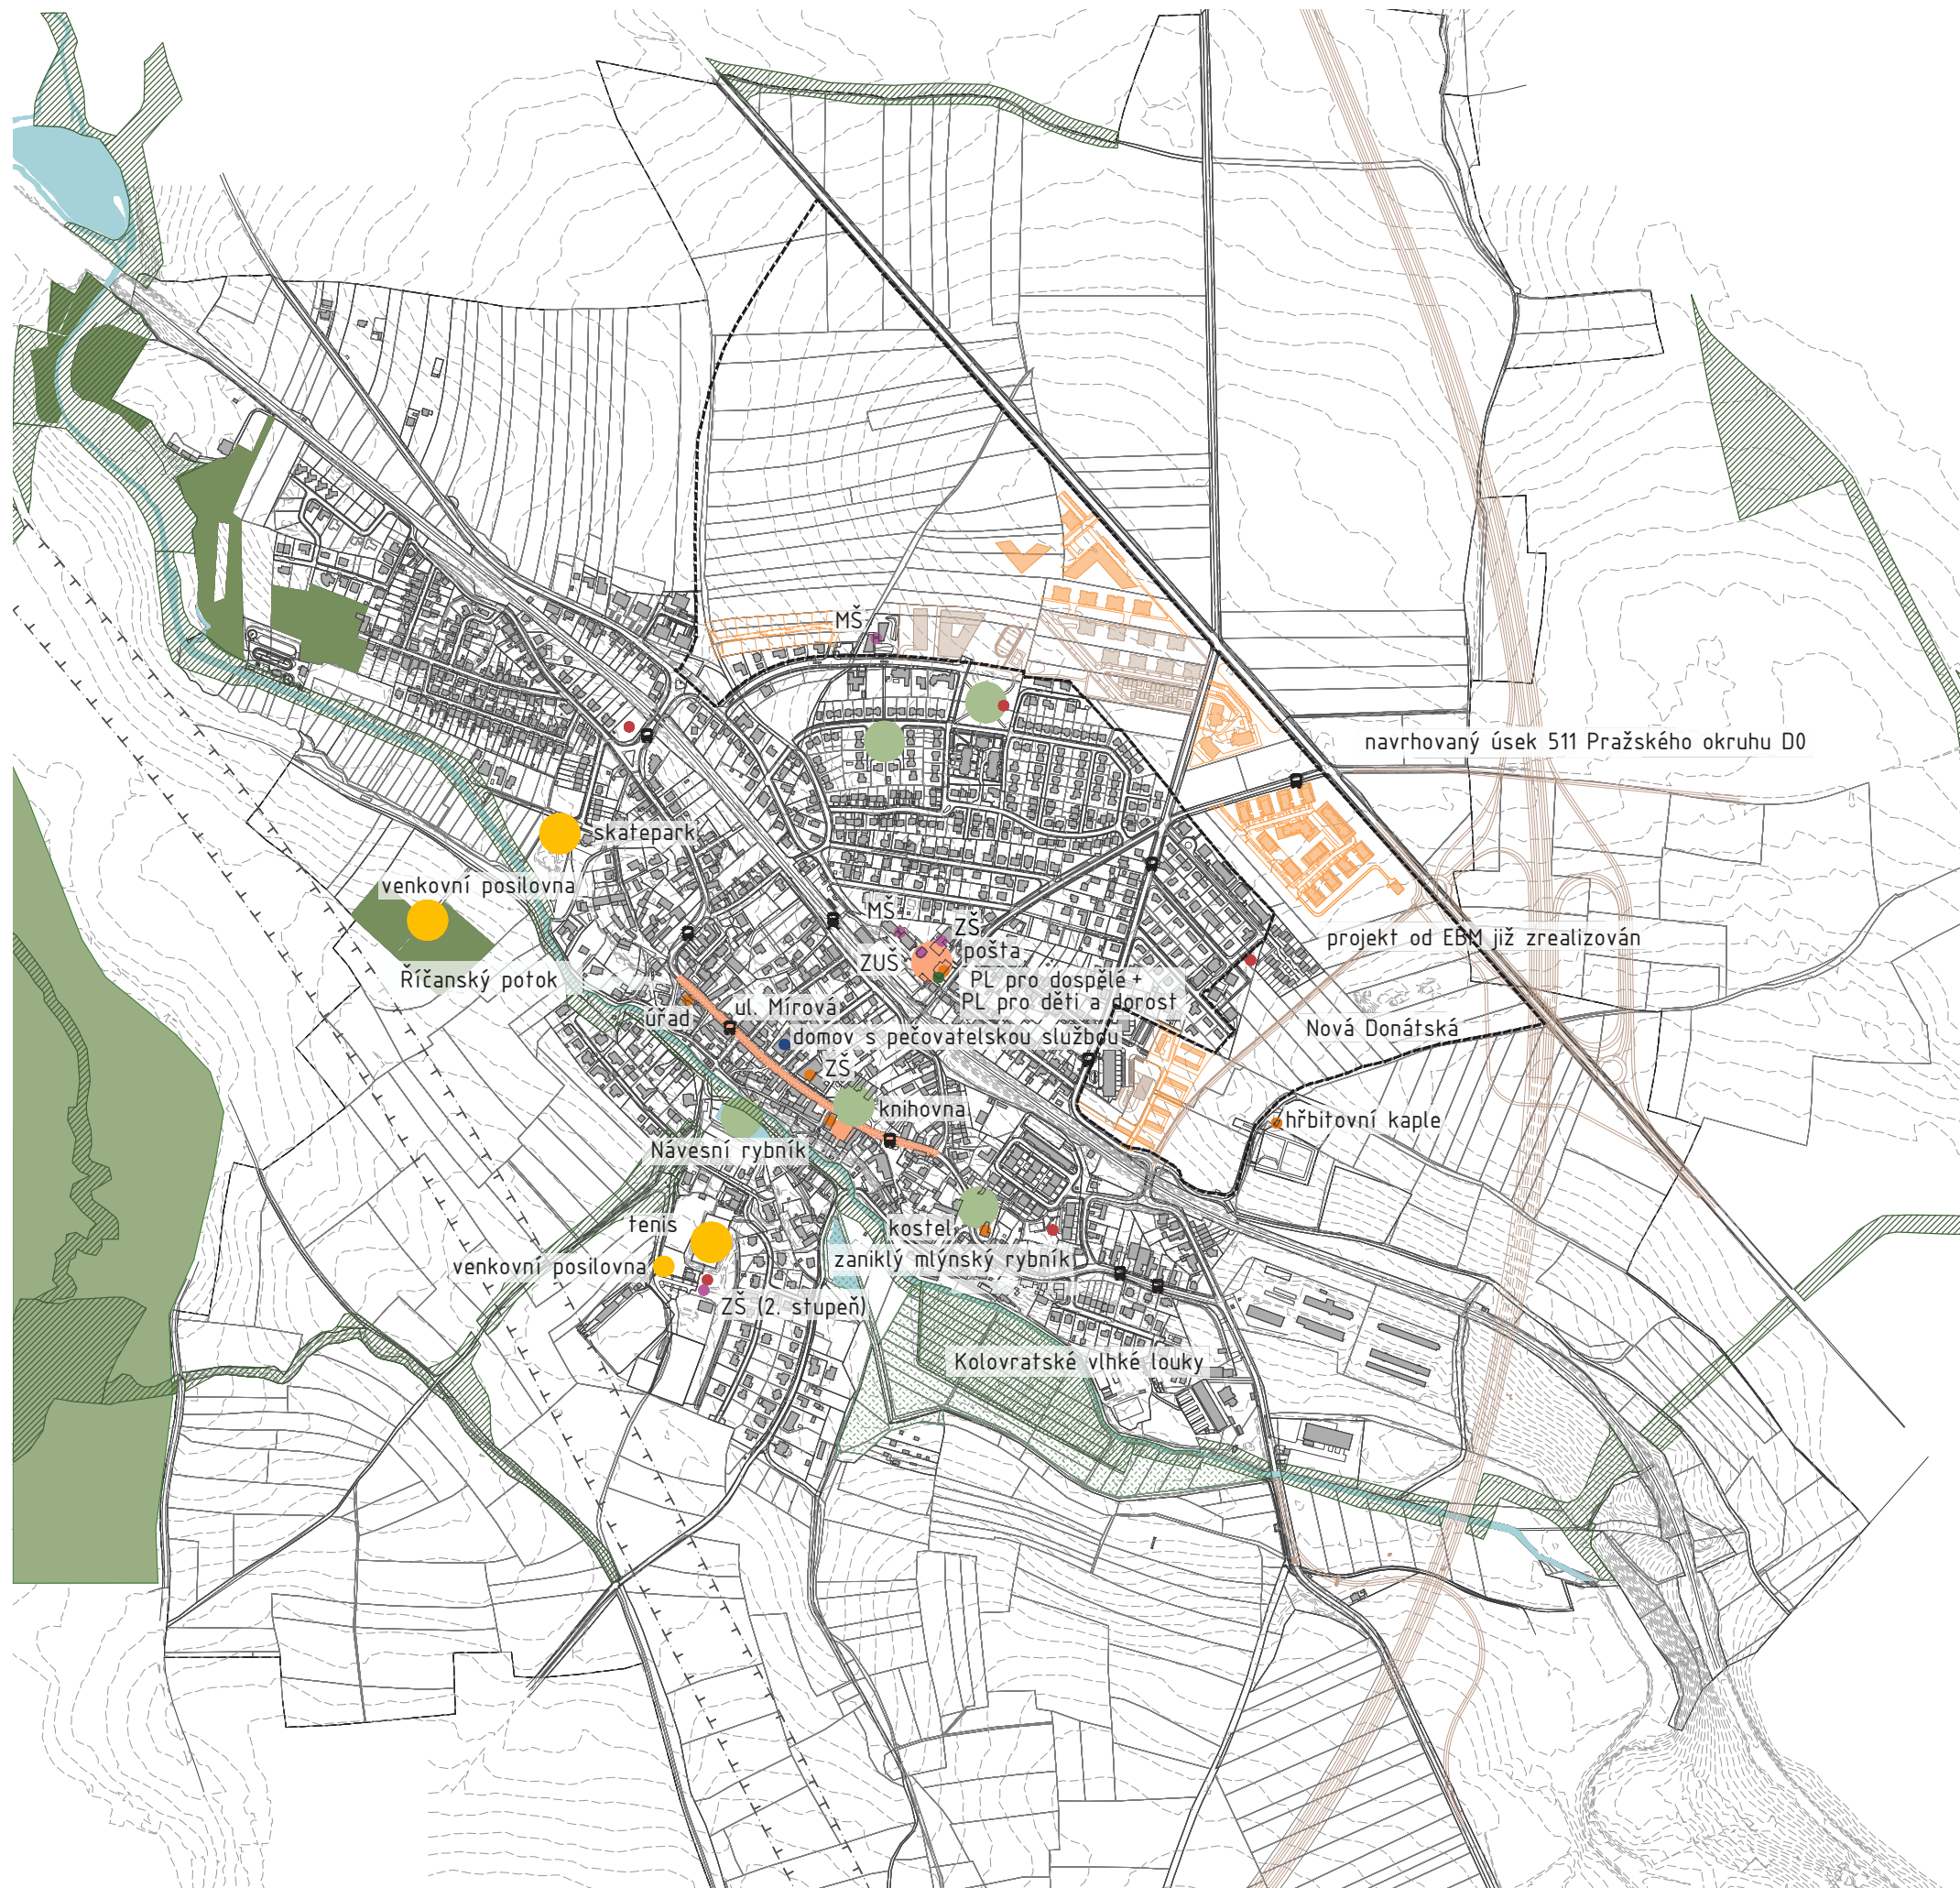 MŠ
navrhovaný úsek 511 Pražského okruhu D0
skatepark
venkovní posilovna
MŠ
ZŠ
projekt od EBM již zrealizován
ZUŠ
pošta
Říčanský potok
PL pro dospělé+
PL pro děti a dorost
ul. Mírová
úřad
Nová Donátská
domov s pečovatelskou službou
ZŠ
knihovna
hřbitovní kaple
Návesní rybník
tenis
kostel
venkovní posilovna
zaniklý mlýnský rybník
ZŠ (2. stupeň)
Kolovratské vlhké louky